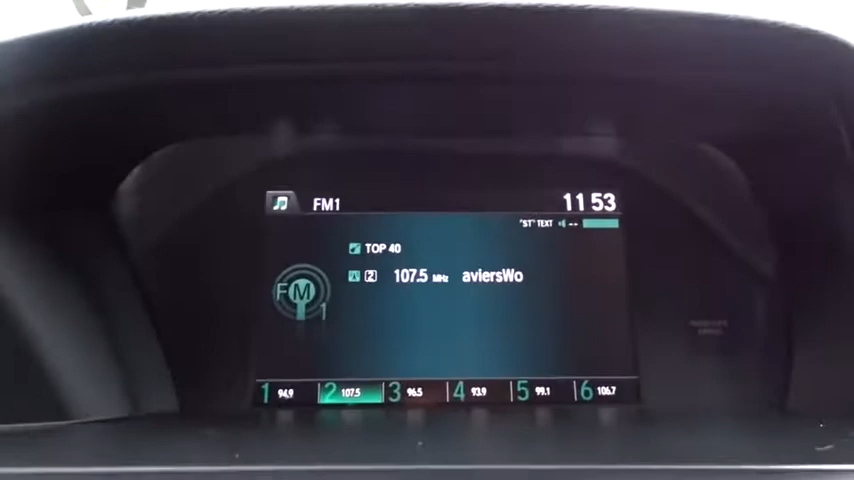 FM1 11 53
"ST" TEXT --
TOP 40
2 107.5 MHz aviersWo
FM 1
1 94.9 2 107.5 3 96.5 4 93.9 5 99.1 6 106.7